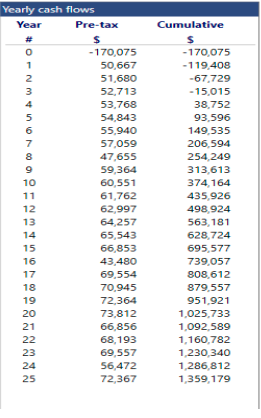 Yearly cash flows
Year Pre-tax Cumulative
# $ $
0 -170,075 -170,075
1 50,667 -119,408
2 51,680 -67,729
3 52,713 -15,015
4 53,768 38,752
5 54,843 93,596
6 55,940 149,535
7 57,059 206,594
8 47,655 254,249
9 59,364 313,613
10 60,551 374,164
11 61,762 435,926
12 62,997 498,924
13 64,257 563,181
14 65,543 628,724
15 66,853 695,577
16 43,480 739,057
17 69,554 808,612
18 70,945 879,557
19 72,364 951,921
20 73,812 1,025,733
21 66,856 1,092,589
22 68,193 1,160,782
23 69,557 1,230,340
24 56,472 1,286,812
25 72,367 1,359,179